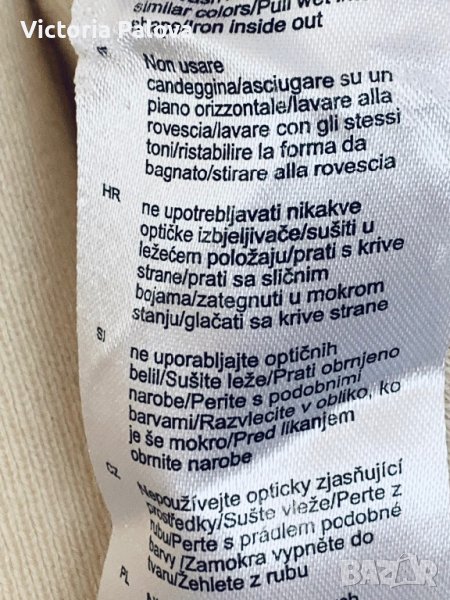 Victoria Palova
similar colors/Pull wet
iron inside out
Non usare
candeggina/asciugare su un
piano orizzontale/lavare alla
rovescia/lavare con gli stessi
toni/ristabilire la forma da
bagnato/stirare alla rovescia
HR
ne upotrebljavati nikakve
optičke izbjeljivače/sušiti u
ležećem položaju/prati s krive
strane/prati sa sličnim
bojama/zategnuti u mokrom
stanju/glačati sa krive strane
SI
ne uporabljajte optičnih
belil/Sušite leže/Prati obrnjeno
narobe/Perite s podobnimi
barvami/Razvlecite v obliko, ko
je še mokro/Pred likanjem
obrnite narobe
CZ
Nepoužívejte opticky zjasňující
prostředky/Sušte vleže/Perte z
rubu/Perte s prádlem podobné
barvy /Zamokra vypněte do
tvaru/Žehlete z rubu
PL
BAZAR
bg